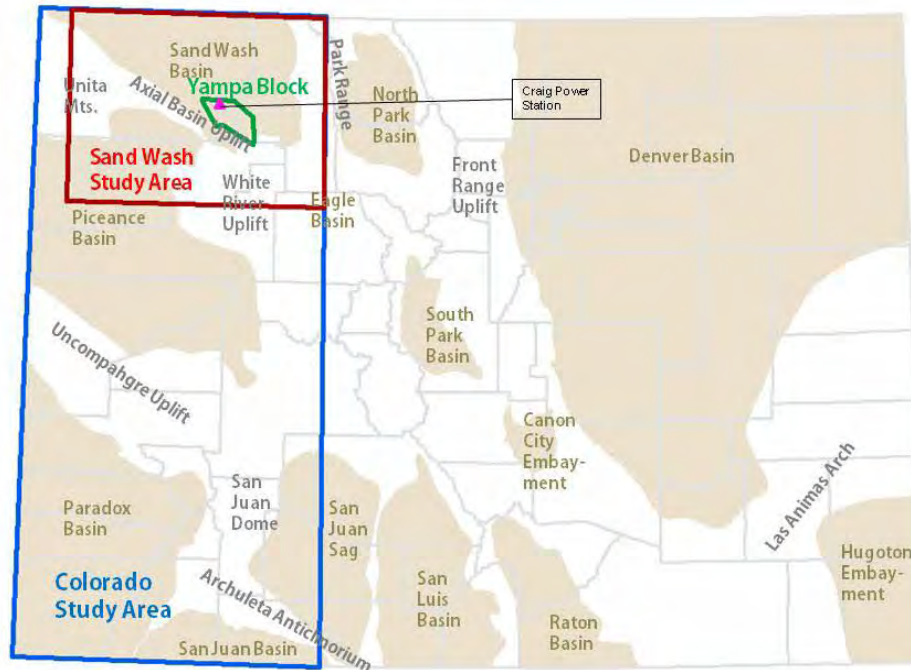 Sand Wash
Basin
Unita
Mts.
Yampa Block
Axial Basin Uplift
Park Range
North
Park
Basin
Craig Power
Station
Denver Basin
Front
Range
Uplift
Sand Wash
Study Area
White
River
Uplift
Eagle
Basin
Piceance
Basin
South
Park
Basin
Uncompahgre Uplift
Canon
City
Embay-
ment
San
Juan
Dome
San
Juan
Sag
Paradox
Basin
Las Animas Arch
Hugoton
Embay-
ment
Colorado
Study Area
Archuleta Anticlinorium
San
Luis
Basin
Raton
Basin
San Juan Basin